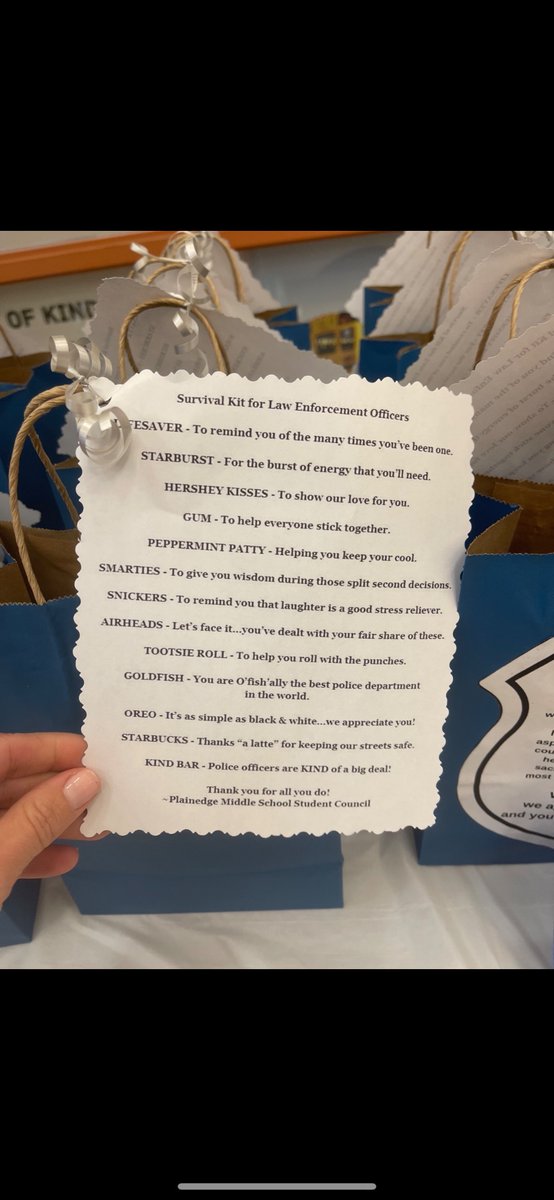 OF KIND
Survival Kit for Law Enforcement Officers
ESAVER - To remind you of the many times you've been one.
STARBURST - For the burst of energy that you'll need.
HERSHEY KISSES - To show our love for you.
GUM - To help everyone stick together.
PEPPERMINT PATTY - Helping you keep your cool.
SMARTIES - To give you wisdom during those split second decisions.
SNICKERS - To remind you that laughter is a good stress reliever.
AIRHEADS - Let's face it...you've dealt with your fair share of these.
TOOTSIE ROLL - To help you roll with the punches.
GOLDFISH - You are O'fish'ally the best police department
in the world.
OREO - It's as simple as black & white...we appreciate you!
STARBUCKS - Thanks "a latte" for keeping our streets safe.
KIND BAR - Police officers are KIND of a big deal!
Thank you for all you do!
~Plainedge Middle School Student Council
most
we a
and you